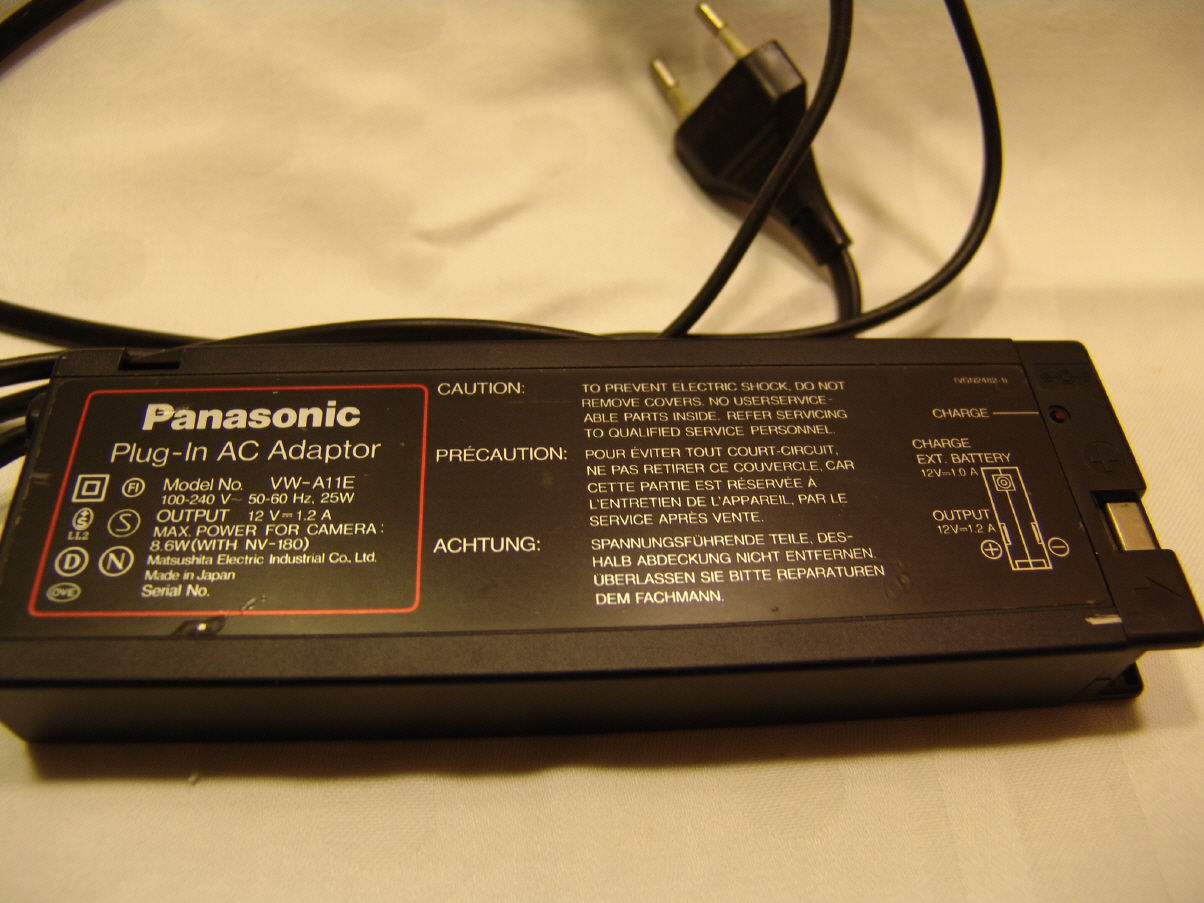 Panasonic
Plug-In AC Adaptor
Model No. VW-A11E
100-240 V~ 50-60 Hz, 25W
OUTPUT 12 V⎓1.2 A
MAX. POWER FOR CAMERA:
8.6W(WITH NV-180)
Matsushita Electric Industrial Co., Ltd.
Made in Japan
Serial No.
FI
S
LL2
S
D
N
OVE
CAUTION:
TO PREVENT ELECTRIC SHOCK, DO NOT
REMOVE COVERS. NO USERSERVICE-
ABLE PARTS INSIDE. REFER SERVICING
TO QUALIFIED SERVICE PERSONNEL.
PRÉCAUTION:
POUR ÉVITER TOUT COURT-CIRCUIT,
NE PAS RETIRER CE COUVERCLE, CAR
CETTE PARTIE EST RÉSERVÉE À
L'ENTRETIEN DE L'APPAREIL, PAR LE
SERVICE APRÈS VENTE.
ACHTUNG:
SPANNUNGSFÜHRENDE TEILE, DES-
HALB ABDECKUNG NICHT ENTFERNEN.
ÜBERLASSEN SIE BITTE REPARATUREN
DEM FACHMANN.
CHARGE
CHARGE
EXT. BATTERY
12V⎓1.0 A
OUTPUT
12V⎓1.2 A
+
−